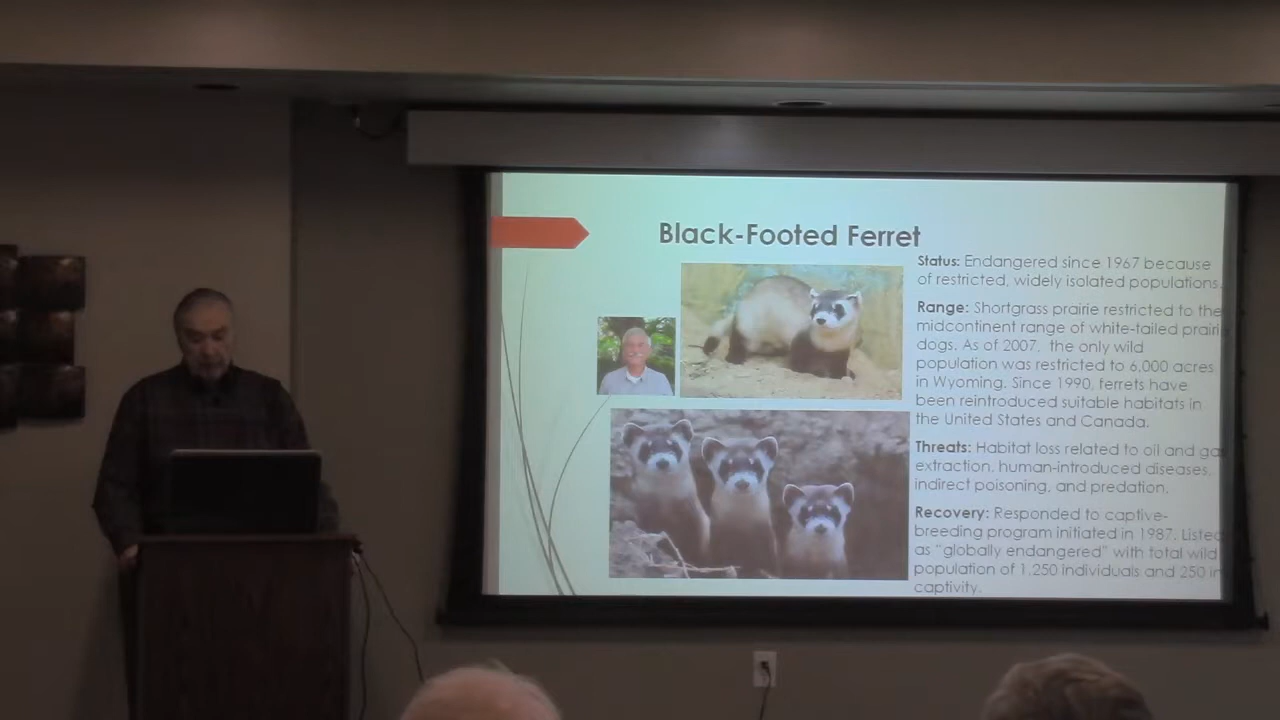 Black-Footed Ferret
Status: Endangered since 1967 because
of restricted, widely isolated populations.
Range: Shortgrass prairie restricted to the
midcontinent range of white-tailed prairie
dogs. As of 2007, the only wild
population was restricted to 6,000 acres
in Wyoming. Since 1990, ferrets have
been reintroduced suitable habitats in
the United States and Canada.
Threats: Habitat loss related to oil and gas
extraction, human-introduced diseases,
indirect poisoning, and predation.
Recovery: Responded to captive-
breeding program initiated in 1987. Listed
as "globally endangered" with total wild
population of 1,250 individuals and 250 in
captivity.